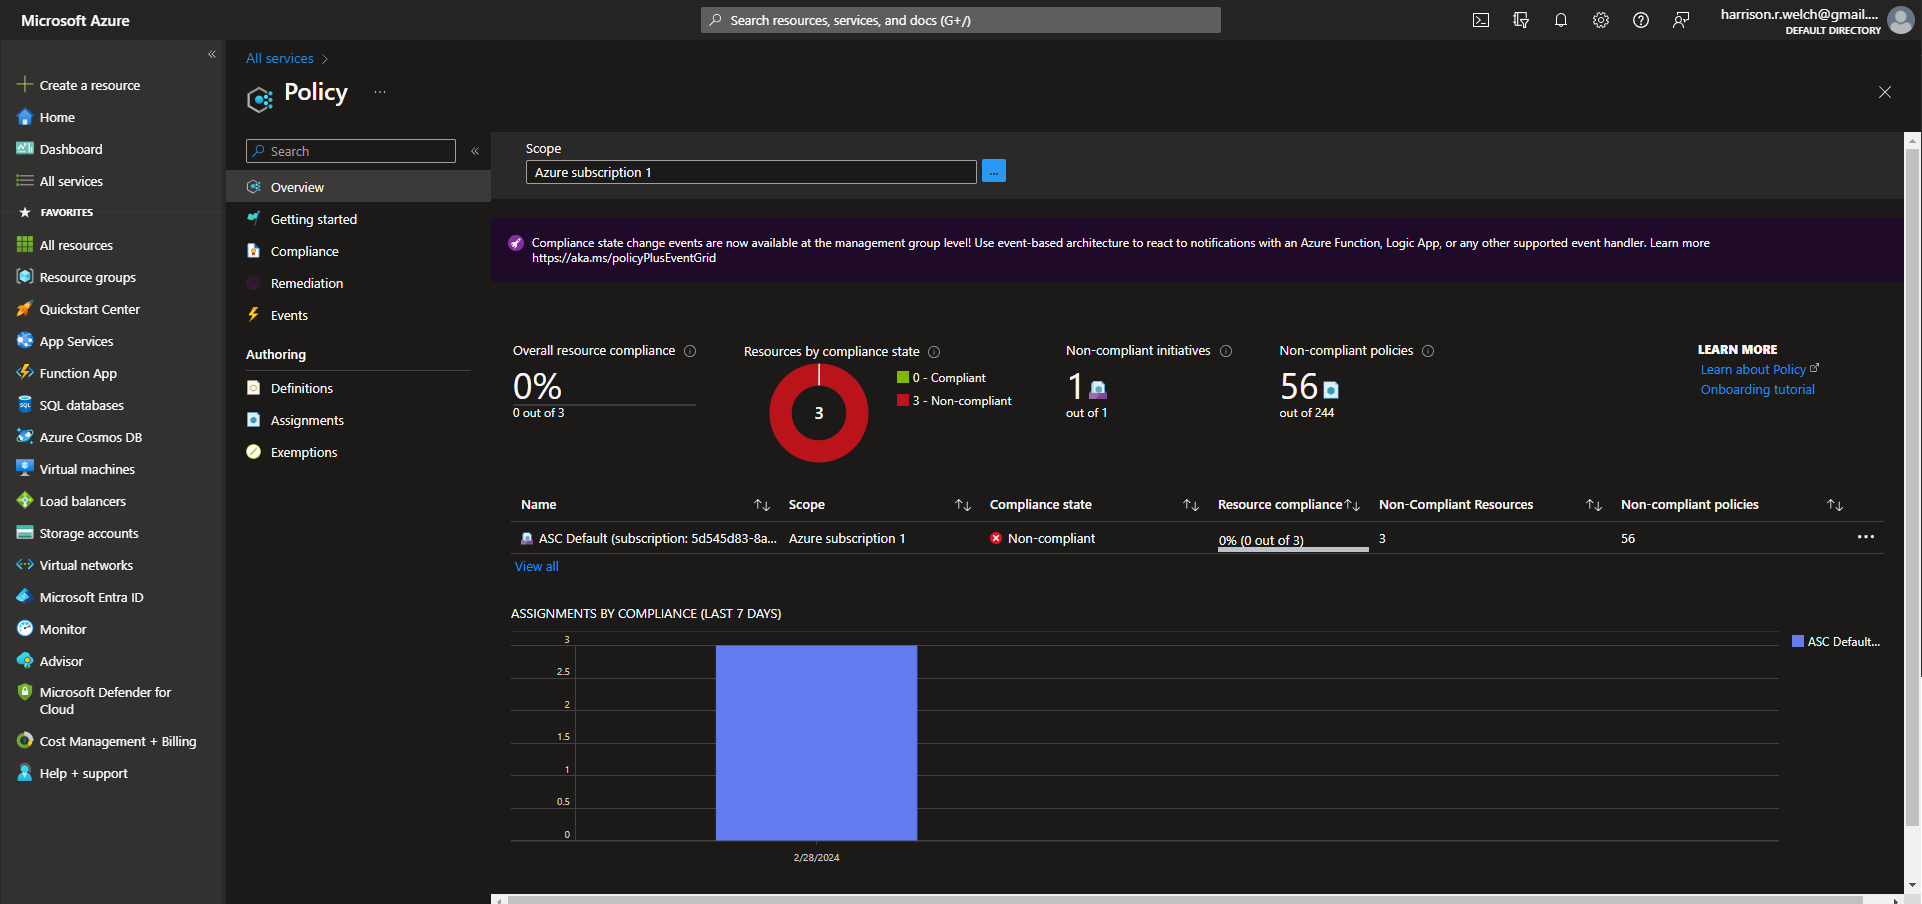 Microsoft Azure
Search resources, services, and docs (G+/)
harrison.r.welch@gmail....
DEFAULT DIRECTORY
Create a resource
Home
Dashboard
All services
FAVORITES
All resources
Resource groups
Quickstart Center
App Services
Function App
SQL databases
Azure Cosmos DB
Virtual machines
Load balancers
Storage accounts
Virtual networks
Microsoft Entra ID
Monitor
Advisor
Microsoft Defender for
Cloud
Cost Management + Billing
Help + support
All services
Policy
Search
Overview
Getting started
Compliance
Remediation
Events
Authoring
Definitions
Assignments
Exemptions
Scope
Azure subscription 1
...
Compliance state change events are now available at the management group level! Use event-based architecture to react to notifications with an Azure Function, Logic App, or any other supported event handler. Learn more
https://aka.ms/policyPlusEventGrid
Overall resource compliance
0%
0 out of 3
Resources by compliance state
3
0 - Compliant
3 - Non-compliant
Non-compliant initiatives
1
out of 1
Non-compliant policies
56
out of 244
LEARN MORE
Learn about Policy
Onboarding tutorial
Name Scope Compliance state Resource compliance Non-Compliant Resources Non-compliant policies
ASC Default (subscription: 5d545d83-8a... Azure subscription 1 Non-compliant 0% (0 out of 3) 3 56
View all
ASSIGNMENTS BY COMPLIANCE (LAST 7 DAYS)
3
2.5
2
1.5
1
0.5
0
2/28/2024
ASC Default...